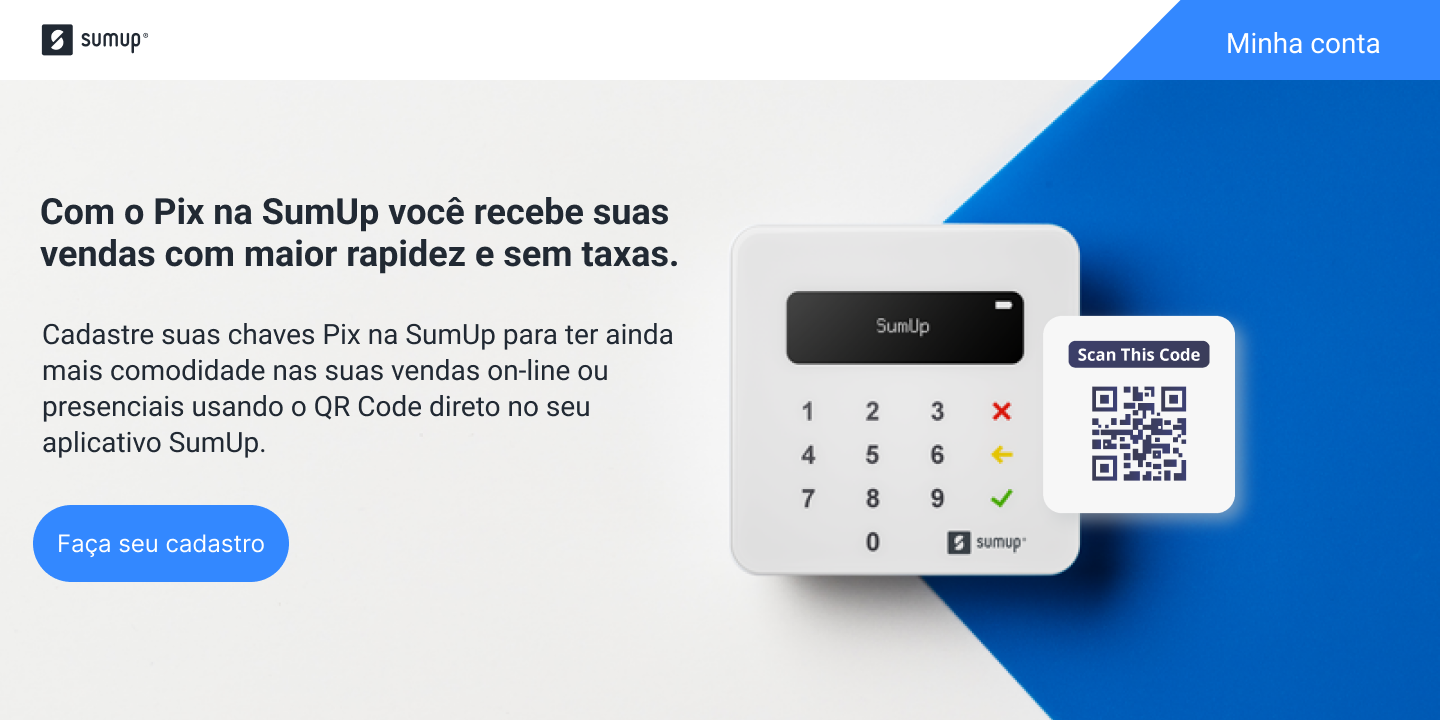 sumup®
Minha conta
Com o Pix na SumUp você recebe suas
vendas com maior rapidez e sem taxas.
Cadastre suas chaves Pix na SumUp para ter ainda
mais comodidade nas suas vendas on-line ou
presenciais usando o QR Code direto no seu
aplicativo SumUp.
Faça seu cadastro
SumUp
1 2 3
4 5 6
7 8 9
0
sumup®
Scan This Code